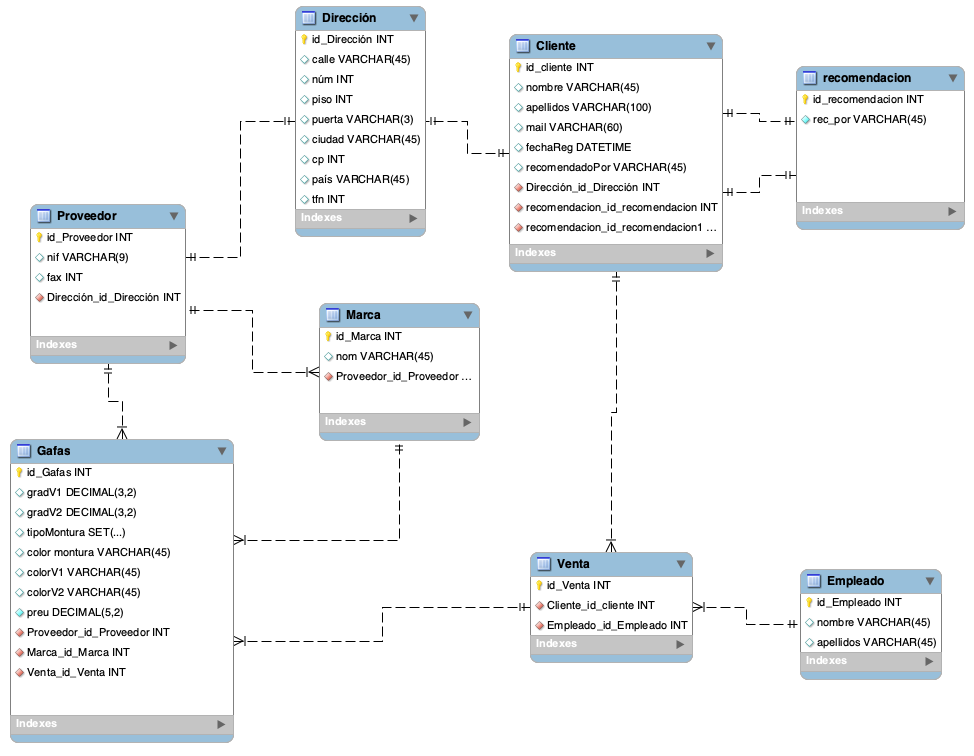 Dirección
id_Dirección INT
calle VARCHAR(45)
núm INT
piso INT
puerta VARCHAR(3)
ciudad VARCHAR(45)
cp INT
país VARCHAR(45)
tfn INT
Indexes
Cliente
id_cliente INT
nombre VARCHAR(45)
apellidos VARCHAR(100)
mail VARCHAR(60)
fechaReg DATETIME
recomendadoPor VARCHAR(45)
Dirección_id_Dirección INT
recomendacion_id_recomendacion INT
recomendacion_id_recomendacion1 ...
Indexes
recomendacion
id_recomendacion INT
rec_por VARCHAR(45)
Indexes
Proveedor
id_Proveedor INT
nif VARCHAR(9)
fax INT
Dirección_id_Dirección INT
Indexes
Marca
id_Marca INT
nom VARCHAR(45)
Proveedor_id_Proveedor ...
Indexes
Gafas
id_Gafas INT
gradV1 DECIMAL(3,2)
gradV2 DECIMAL(3,2)
tipoMontura SET(...)
color montura VARCHAR(45)
colorV1 VARCHAR(45)
colorV2 VARCHAR(45)
preu DECIMAL(5,2)
Proveedor_id_Proveedor INT
Marca_id_Marca INT
Venta_id_Venta INT
Indexes
Venta
id_Venta INT
Cliente_id_cliente INT
Empleado_id_Empleado INT
Indexes
Empleado
id_Empleado INT
nombre VARCHAR(45)
apellidos VARCHAR(45)
Indexes